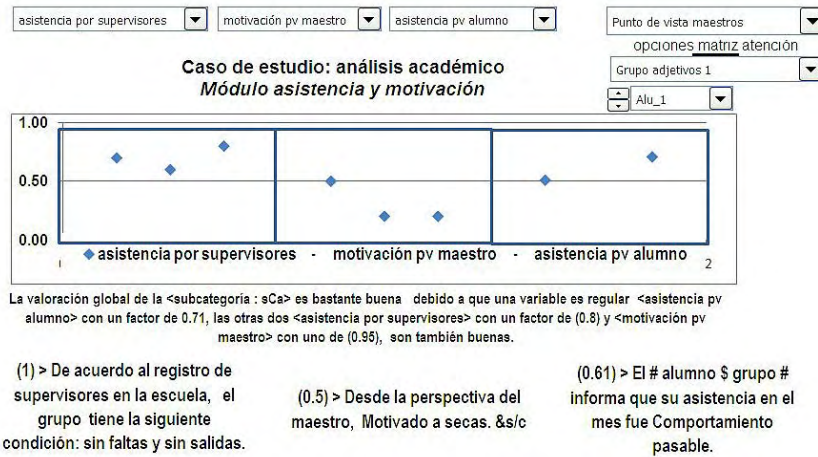 asistencia por supervisores
motivación pv maestro
asistencia pv alumno
Punto de vista maestros
opciones matriz atención
Grupo adjetivos 1
Alu_1
Caso de estudio: análisis académico
Módulo asistencia y motivación
1.00
0.50
0.00
asistencia por supervisores - motivación pv maestro - asistencia pv alumno
2
La valoración global de la <subcategoría : sCa> es bastante buena debido a que una variable es regular <asistencia pv
alumno> con un factor de 0.71, las otras dos <asistencia por supervisores> con un factor de (0.8) y <motivación pv
maestro> con uno de (0.95), son también buenas.
(1) > De acuerdo al registro de
supervisores en la escuela, el
grupo tiene la siguiente
condición: sin faltas y sin salidas.
(0.5) > Desde la perspectiva del
maestro, Motivado a secas. &s/c
(0.61) > El # alumno $ grupo #
informa que su asistencia en el
mes fue Comportamiento
pasable.